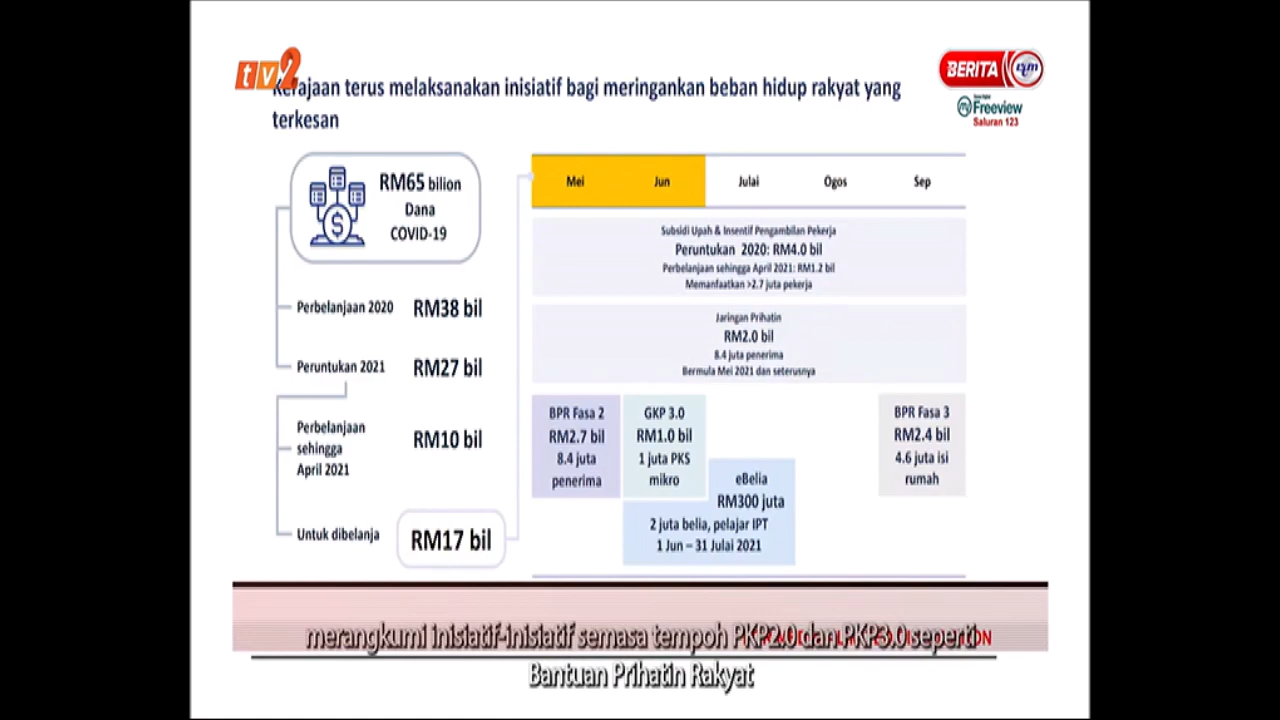 tv2
Kerajaan terus melaksanakan inisiatif bagi meringankan beban hidup rakyat yang
terkesan
BERITA rtm
Freeview
Saluran 123
RM65 bilion
Dana
COVID-19
Perbelanjaan 2020 RM38 bil
Peruntukan 2021 RM27 bil
Perbelanjaan
sehingga
April 2021
RM10 bil
Untuk dibelanja RM17 bil
Mei Jun Julai Ogos Sep
Subsidi Upah & Insentif Pengambilan Pekerja
Peruntukan 2020: RM4.0 bil
Perbelanjaan sehingga April 2021: RM1.2 bil
Memanfaatkan >2.7 juta pekerja
Jaringan Prihatin
RM2.0 bil
8.4 juta penerima
Bermula Mei 2021 dan seterusnya
BPR Fasa 2
RM2.7 bil
8.4 juta
penerima
GKP 3.0
RM1.0 bil
1 juta PKS
mikro
eBelia
RM300 juta
2 juta belia, pelajar IPT
1 Jun – 31 Julai 2021
BPR Fasa 3
RM2.4 bil
4.6 juta isi
rumah
merangkumi inisiatif-inisiatif semasa tempoh PKP2.0 dan PKP3.0 seperti
Bantuan Prihatin Rakyat